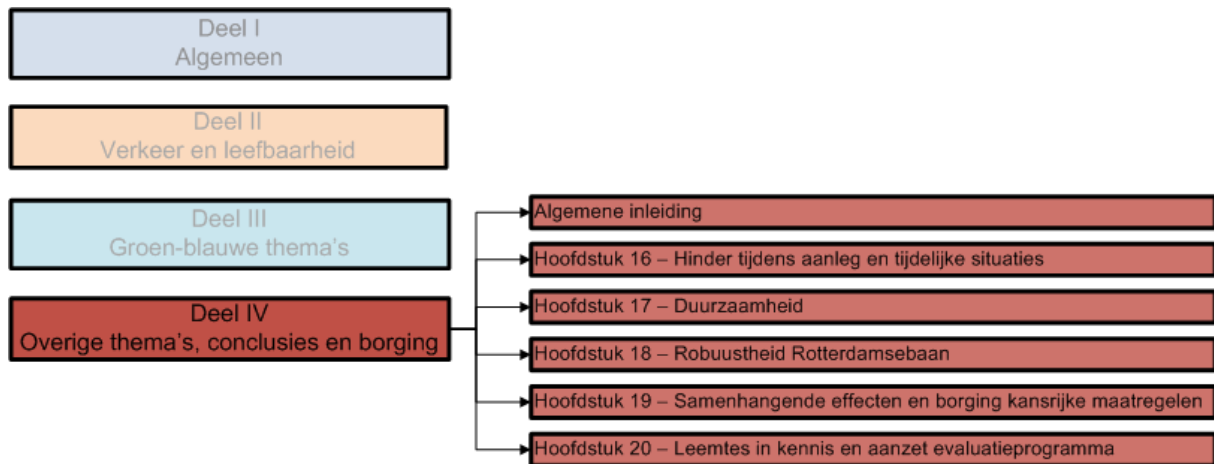 Deel I
Algemeen
Deel II
Verkeer en leefbaarheid
Deel III
Groen-blauwe thema's
Deel IV
Overige thema's, conclusies en borging
Algemene inleiding
Hoofdstuk 16 – Hinder tijdens aanleg en tijdelijke situaties
Hoofdstuk 17 – Duurzaamheid
Hoofdstuk 18 – Robuustheid Rotterdamsebaan
Hoofdstuk 19 – Samenhangende effecten en borging kansrijke maatregelen
Hoofdstuk 20 – Leemtes in kennis en aanzet evaluatieprogramma